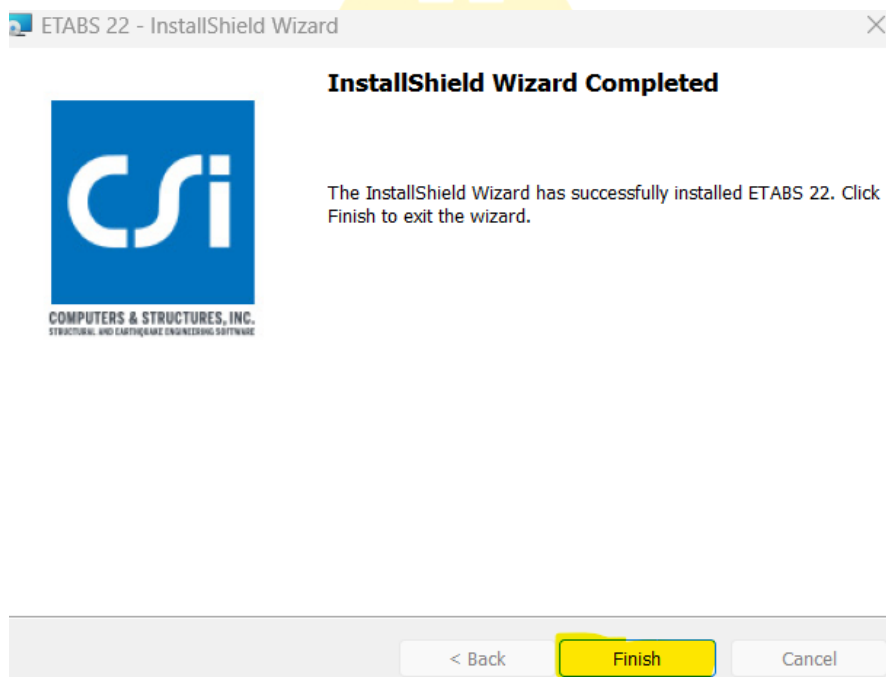 ETABS 22 - InstallShield Wizard
InstallShield Wizard Completed
CSi
COMPUTERS & STRUCTURES, INC.
STRUCTURAL AND EARTHQUAKE ENGINEERING SOFTWARE
The InstallShield Wizard has successfully installed ETABS 22. Click
Finish to exit the wizard.
< Back
Finish
Cancel